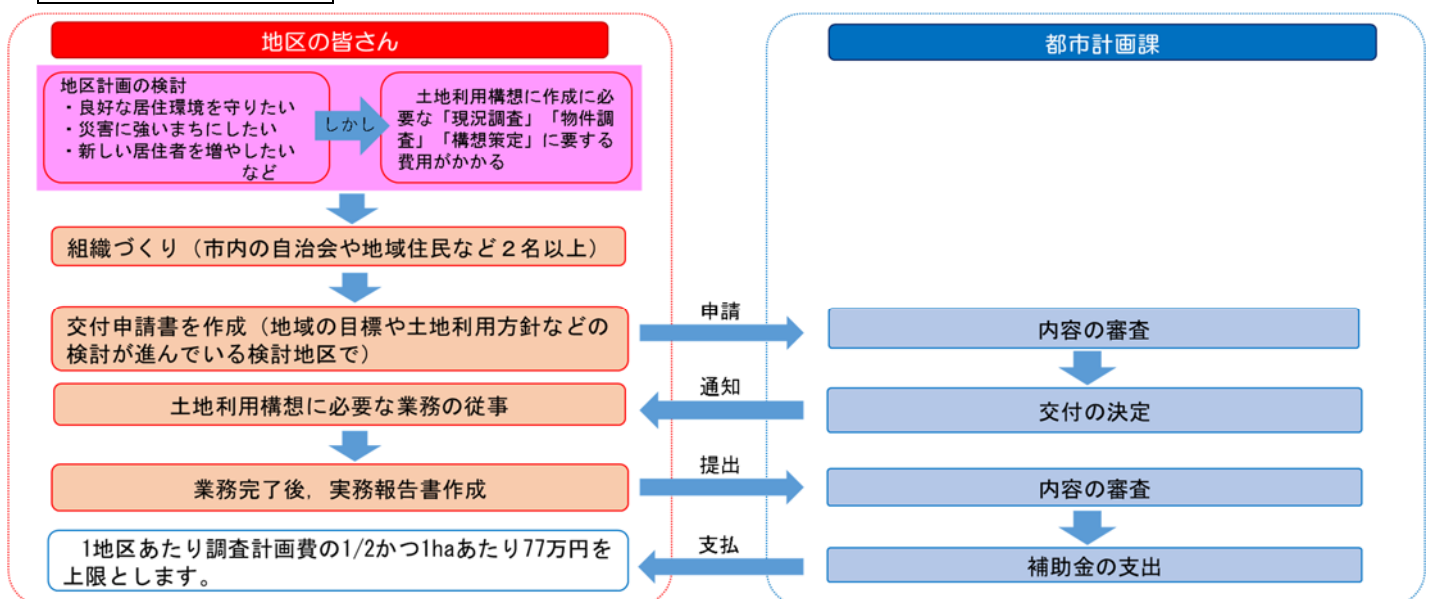 地区の皆さん
地区計画の検討
・良好な居住環境を守りたい
・災害に強いまちにしたい
・新しい居住者を増やしたい
など
しかし
土地利用構想に作成に必
要な「現況調査」「物件調
査」「構想策定」に要する
費用がかかる
組織づくり（市内の自治会や地域住民など２名以上）
交付申請書を作成（地域の目標や土地利用方針などの
検討が進んでいる検討地区で）
土地利用構想に必要な業務の従事
業務完了後，実務報告書作成
1地区あたり調査計画費の1/2かつ1haあたり77万円を
上限とします。
申請
通知
提出
支払
都市計画課
内容の審査
交付の決定
内容の審査
補助金の支出